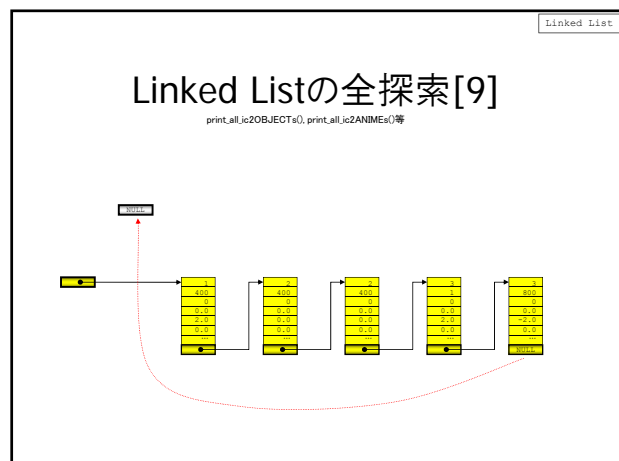 Linked List
Linked Listの全探索[9]
print_all_ic2OBJECTs(), print_all_ic2ANIMEs()等
NULL
1 2 2 3 3
400 400 400 1 800
0 0 0 0 0
0.0 0.0 0.0 0.0 0.0
2.0 0.0 0.0 2.0 -2.0
0.0 0.0 0.0 0.0 0.0
… … … … …
NULL